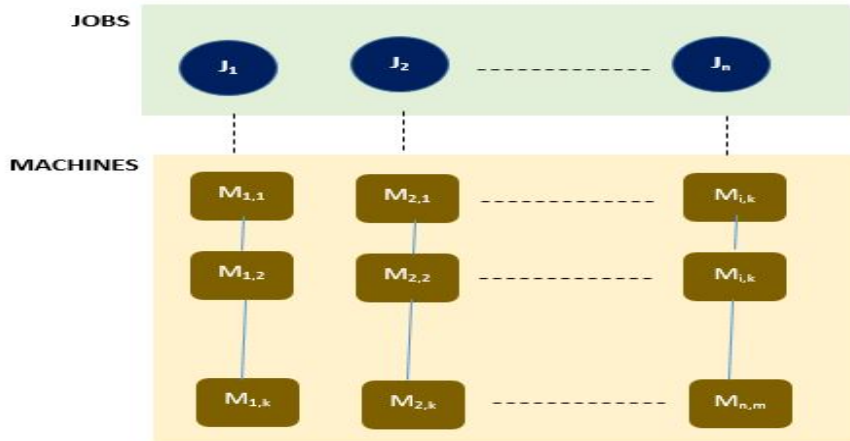 JOBS
J₁ J₂ Jₙ
MACHINES
M₁,₁ M₂,₁ Mᵢ,ₖ
M₁,₂ M₂,₂ Mᵢ,ₖ
M₁,ₖ M₂,ₖ Mₙ,ₘ